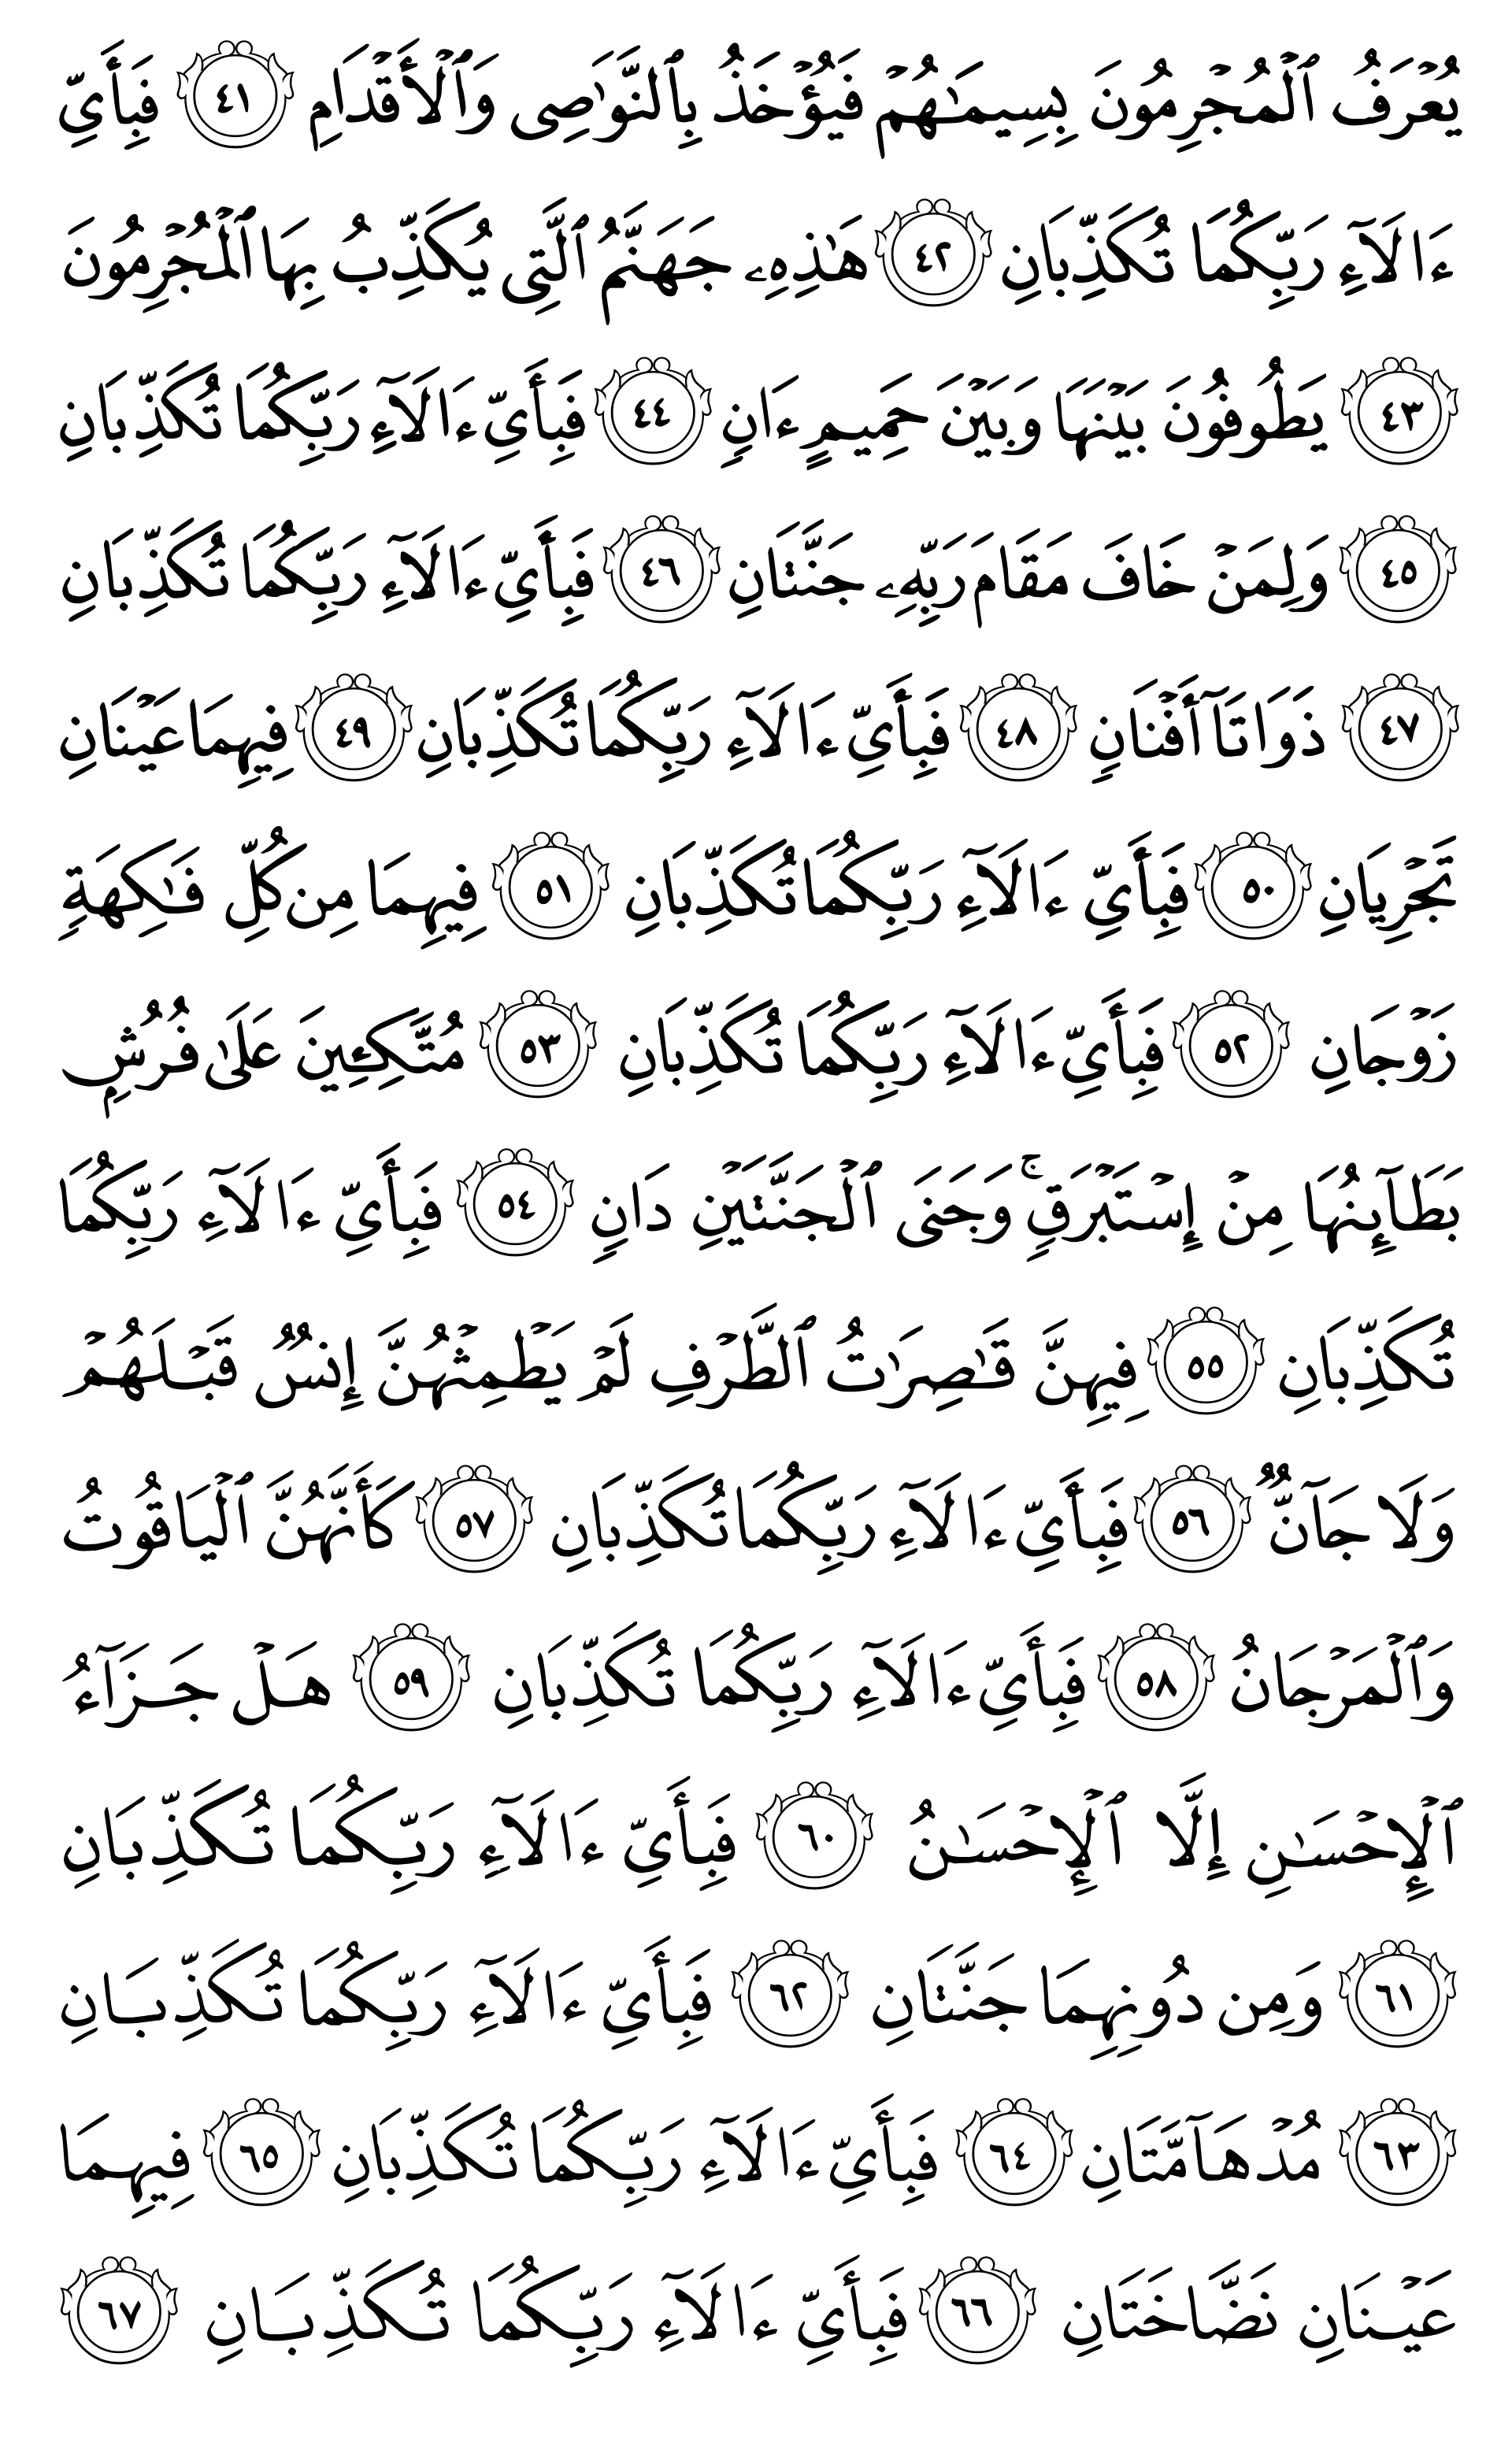 يُعۡرَفُ ٱلۡمُجۡرِمُونَ بِسِيمَٰهُمۡ فَيُؤۡخَذُ بِٱلنَّوَٰصِى وَٱلۡأَقۡدَامِ ٤١ فَبِأَىِّ
ءَالَآءِ رَبِّكُمَا تُكَذِّبَانِ ٤٢ هَٰذِهِۦ جَهَنَّمُ ٱلَّتِى يُكَذِّبُ بِهَا ٱلۡمُجۡرِمُونَ
٤٣ يَطُوفُونَ بَيۡنَهَا وَبَيۡنَ حَمِيمٍ ءَانٍ ٤٤ فَبِأَىِّ ءَالَآءِ رَبِّكُمَا تُكَذِّبَانِ
٤٥ وَلِمَنۡ خَافَ مَقَامَ رَبِّهِۦ جَنَّتَانِ ٤٦ فَبِأَىِّ ءَالَآءِ رَبِّكُمَا تُكَذِّبَانِ
٤٧ ذَوَاتَآ أَفۡنَانٍ ٤٨ فَبِأَىِّ ءَالَآءِ رَبِّكُمَا تُكَذِّبَانِ ٤٩ فِيهِمَا عَيۡنَانِ
تَجۡرِيَانِ ٥٠ فَبِأَىِّ ءَالَآءِ رَبِّكُمَا تُكَذِّبَانِ ٥١ فِيهِمَا مِن كُلِّ فَٰكِهَةٍ
زَوۡجَانِ ٥٢ فَبِأَىِّ ءَالَآءِ رَبِّكُمَا تُكَذِّبَانِ ٥٣ مُتَّكِـِٔينَ عَلَىٰ فُرُشٍ
بَطَآئِنُهَا مِنۡ إِسۡتَبۡرَقٍۚ وَجَنَى ٱلۡجَنَّتَيۡنِ دَانٍ ٥٤ فَبِأَىِّ ءَالَآءِ رَبِّكُمَا
تُكَذِّبَانِ ٥٥ فِيهِنَّ قَٰصِرَٰتُ ٱلطَّرۡفِ لَمۡ يَطۡمِثۡهُنَّ إِنسٌ قَبۡلَهُمۡ
وَلَا جَآنٌّ ٥٦ فَبِأَىِّ ءَالَآءِ رَبِّكُمَا تُكَذِّبَانِ ٥٧ كَأَنَّهُنَّ ٱلۡيَاقُوتُ
وَٱلۡمَرۡجَانُ ٥٨ فَبِأَىِّ ءَالَآءِ رَبِّكُمَا تُكَذِّبَانِ ٥٩ هَلۡ جَزَآءُ
ٱلۡإِحۡسَٰنِ إِلَّا ٱلۡإِحۡسَٰنُ ٦٠ فَبِأَىِّ ءَالَآءِ رَبِّكُمَا تُكَذِّبَانِ
٦١ وَمِن دُونِهِمَا جَنَّتَانِ ٦٢ فَبِأَىِّ ءَالَآءِ رَبِّكُمَا تُكَذِّبَانِ
٦٣ مُدۡهَآمَّتَانِ ٦٤ فَبِأَىِّ ءَالَآءِ رَبِّكُمَا تُكَذِّبَانِ ٦٥ فِيهِمَا
عَيۡنَانِ نَضَّاخَتَانِ ٦٦ فَبِأَىِّ ءَالَآءِ رَبِّكُمَا تُكَذِّبَانِ ٦٧